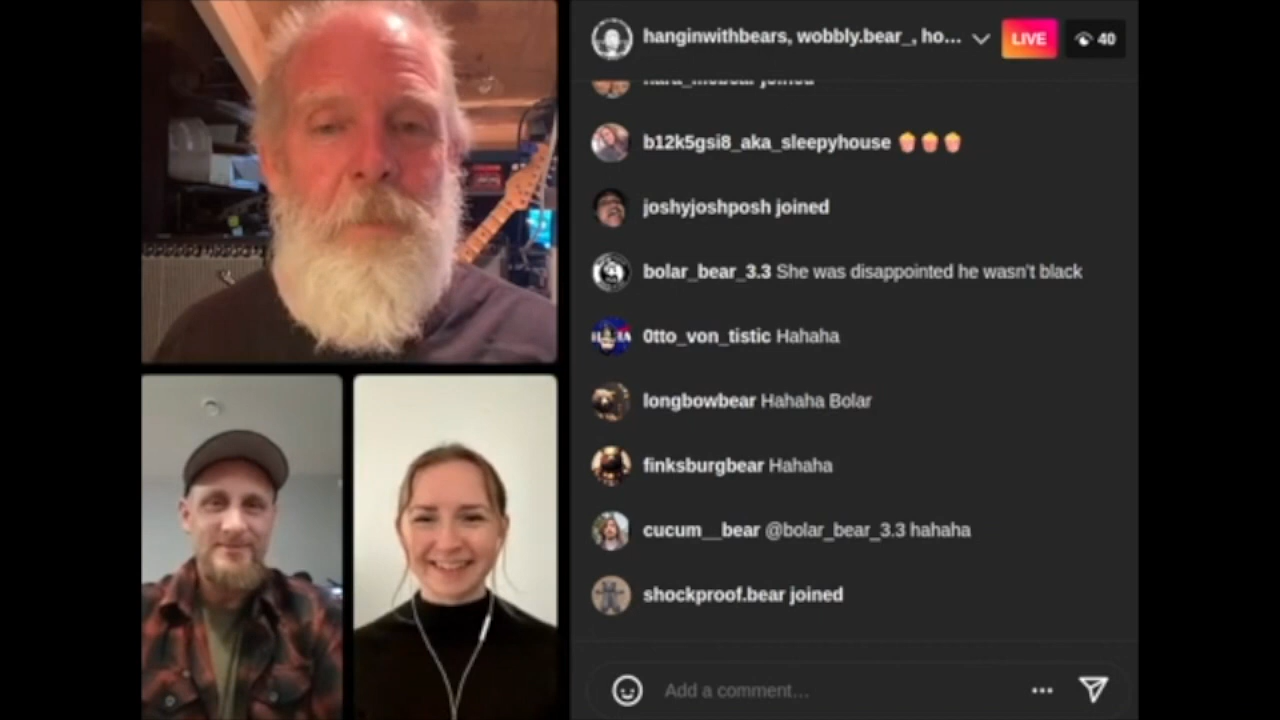 hanginwithbears, wobbly.bear_, ho...
LIVE
40
joined
b12k5gsi8_aka_sleepyhouse 🍿🍿🍿
joshyjoshposh joined
bolar_bear_3.3 She was disappointed he wasn't black
0tto_von_tistic Hahaha
longbowbear Hahaha Bolar
finksburgbear Hahaha
cucum__bear @bolar_bear_3.3 hahaha
shockproof.bear joined
Add a comment...